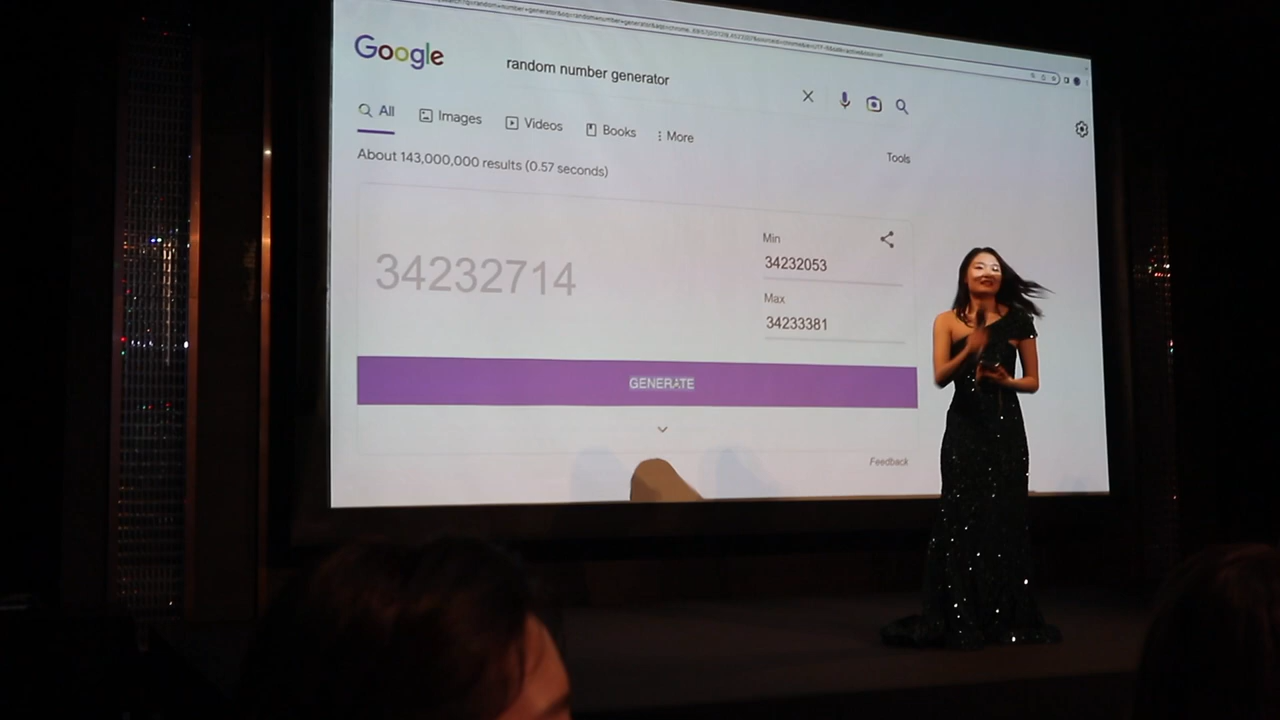 Google
random number generator
All Images Videos Books More
Tools
About 143,000,000 results (0.57 seconds)
34232714
Min
34232053
Max
34233381
GENERATE
Feedback